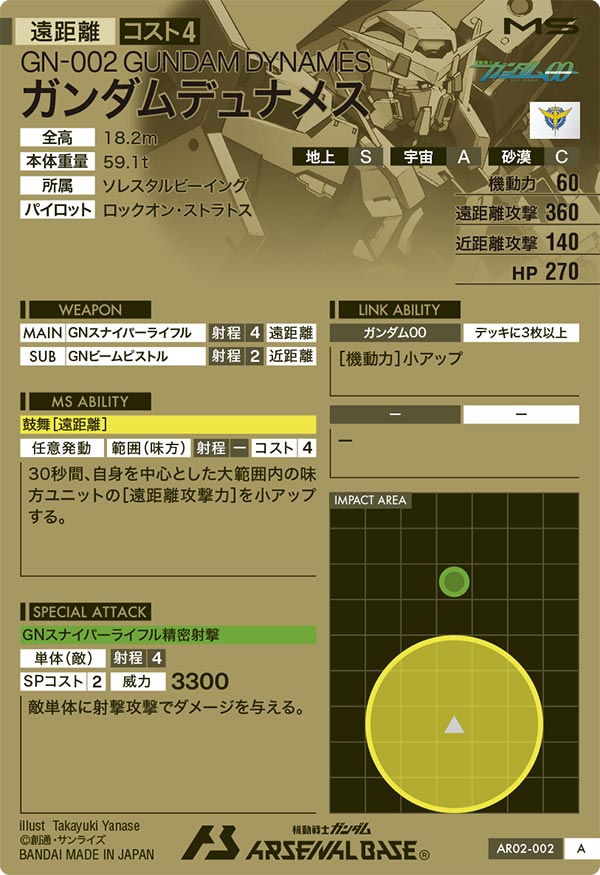 遠距離 コスト4 MS
GN-002 GUNDAM DYNAMES
ガンダムデュナメス
ガンダム00
全高 18.2m
本体重量 59.1t
所属 ソレスタルビーイング
パイロット ロックオン・ストラトス
地上 S 宇宙 A 砂漠 C
機動力 60
遠距離攻撃 360
近距離攻撃 140
HP 270
WEAPON
MAIN GNスナイパーライフル 射程 4 遠距離
SUB GNビームピストル 射程 2 近距離
LINK ABILITY
ガンダム00 デッキに3枚以上
[機動力]小アップ
— —
—
MS ABILITY
鼓舞[遠距離]
任意発動 範囲(味方) 射程 — コスト 4
30秒間、自身を中心とした大範囲内の味
方ユニットの[遠距離攻撃力]を小アップ
する。
IMPACT AREA
SPECIAL ATTACK
GNスナイパーライフル精密射撃
単体(敵) 射程 4
SPコスト 2 威力 3300
敵単体に射撃攻撃でダメージを与える。
illust Takayuki Yanase
©創通・サンライズ
BANDAI MADE IN JAPAN
機動戦士ガンダム
ARSENAL BASE®
AR02-002 A